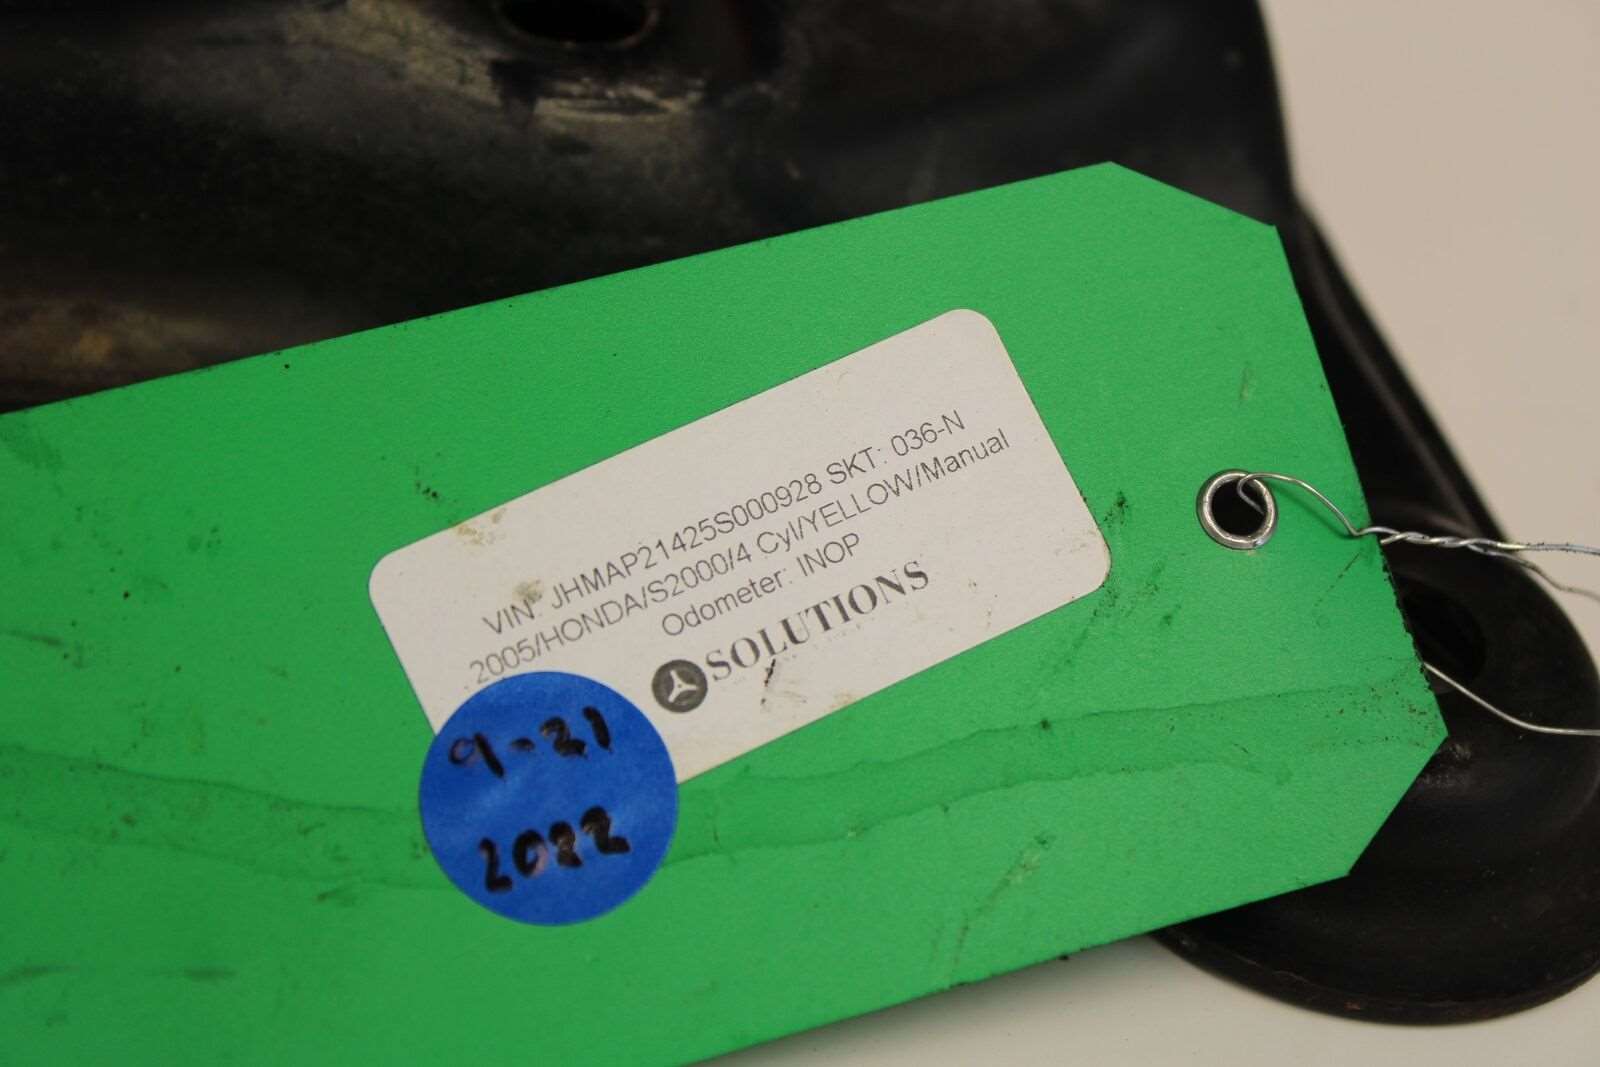 VIN: JHMAP21425S000928 SKT: 036-N
2005/HONDA/S2000/4 Cyl/YELLOW/Manual
Odometer: INOP
SOLUTIONS
9-21
2022